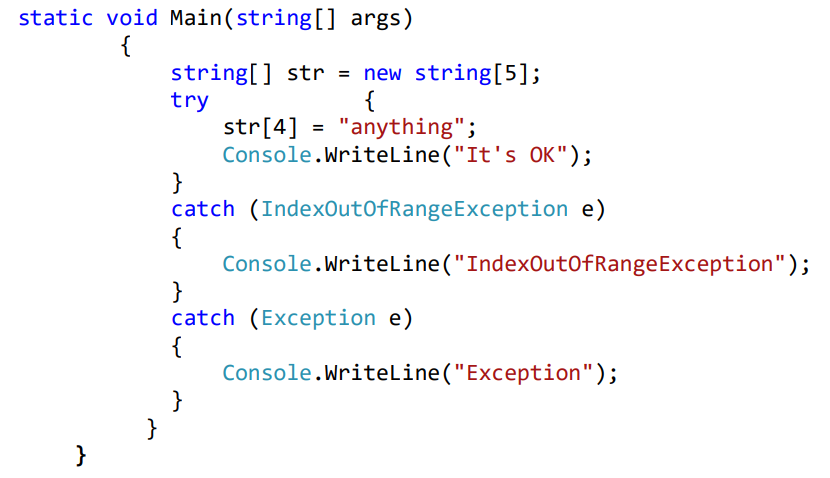 static void Main(string[] args)
{
string[] str = new string[5];
try {
str[4] = "anything";
Console.WriteLine("It's OK");
}
catch (IndexOutOfRangeException e)
{
Console.WriteLine("IndexOutOfRangeException");
}
catch (Exception e)
{
Console.WriteLine("Exception");
}
}
}